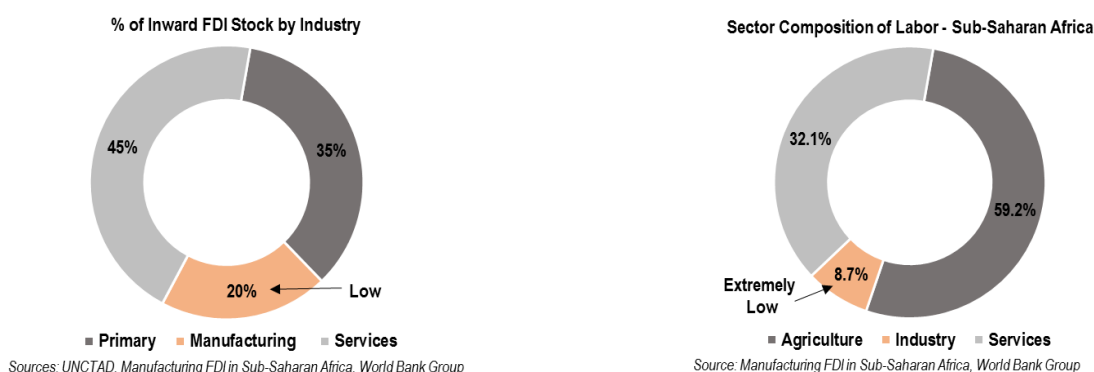 % of Inward FDI Stock by Industry
45%
35%
20%
Low
Primary Manufacturing Services
Sources: UNCTAD, Manufacturing FDI in Sub-Saharan Africa, World Bank Group
Sector Composition of Labor - Sub-Saharan Africa
32.1%
59.2%
8.7%
Extremely
Low
Agriculture Industry Services
Source: Manufacturing FDI in Sub-Saharan Africa, World Bank Group